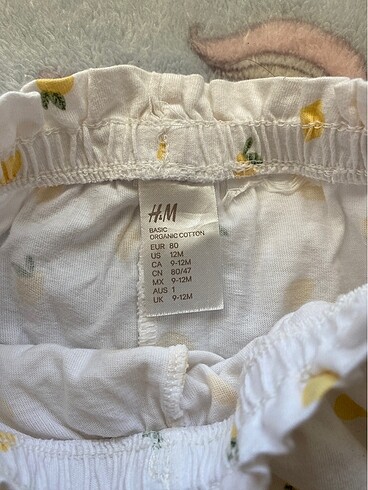 H&M
BASIC
ORGANIC COTTON
EUR 80
US 12M
CA 9-12M
CN 80/47
MX 9-12M
AUS 1
UK 9-12M